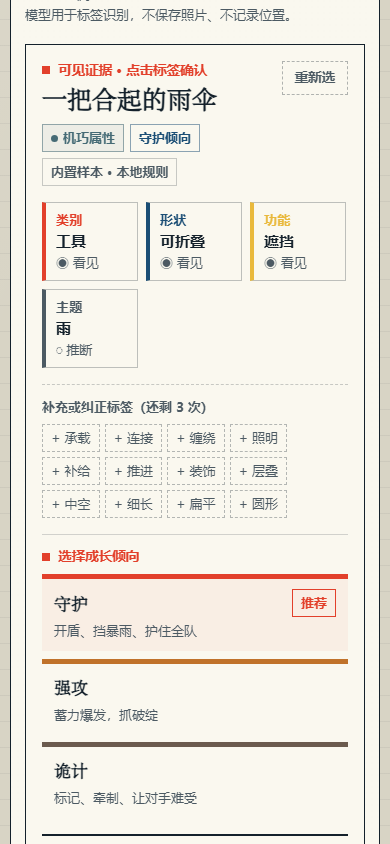 模型用于标签识别，不保存照片、不记录位置。
可见证据 • 点击标签确认
重新选
一把合起的雨伞
机巧属性
守护倾向
内置样本 • 本地规则
类别
工具
◉ 看见
形状
可折叠
◉ 看见
功能
遮挡
◉ 看见
主题
雨
○ 推断
补充或纠正标签（还剩 3 次）
+ 承载
+ 连接
+ 缠绕
+ 照明
+ 补给
+ 推进
+ 装饰
+ 层叠
+ 中空
+ 细长
+ 扁平
+ 圆形
选择成长倾向
守护
推荐
开盾、挡暴雨、护住全队
强攻
蓄力爆发，抓破绽
诡计
标记、牵制、让对手难受